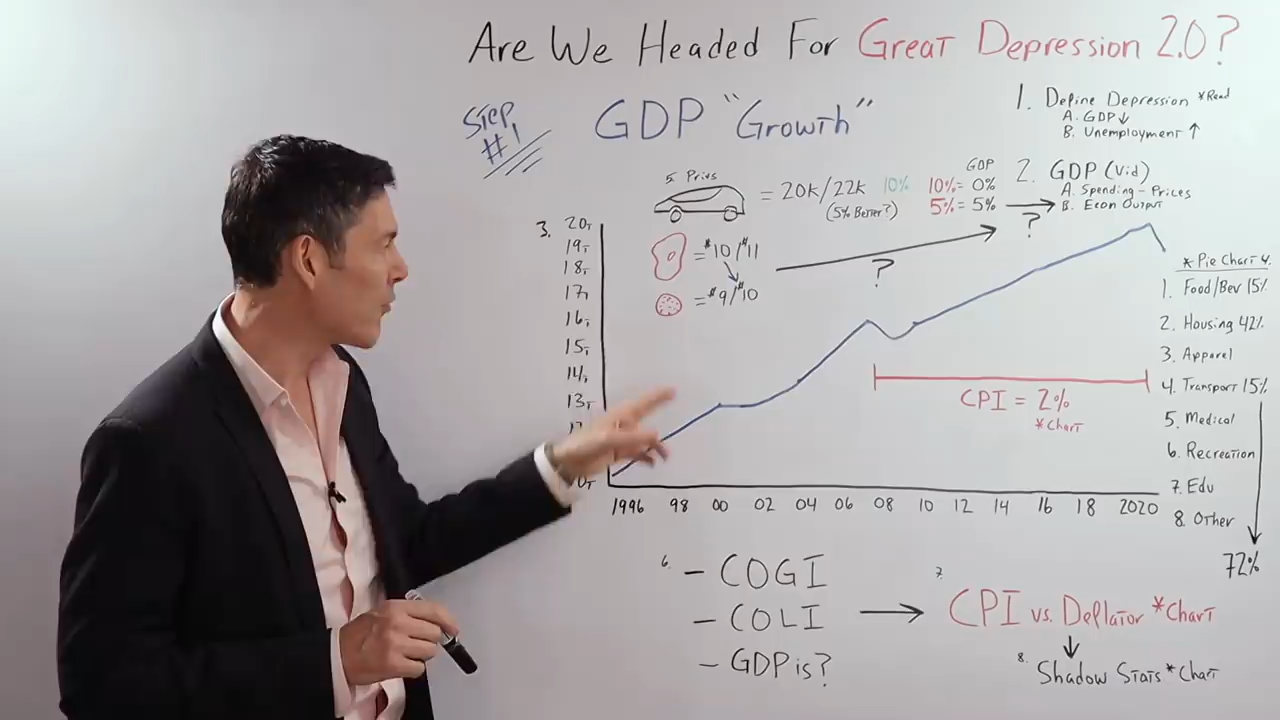 Are We Headed For Great Depression 2.0?
Step #1
GDP "Growth"
1. Define Depression *Read
A. GDP↓
B. Unemployment ↑
2. GDP (Vid)
A. Spending - Prices
B. Econ Output
= 20k/22k 10%
(5% Better?)
GDP
10% = 0%
5% = 5%
?
= $10/$11
= $9/$10
?
3.
20T
19T
18T
17T
16T
15T
14T
13T
1996 98 00 02 04 06 08 10 12 14 16 18 2020
CPI = 2%
*Chart
*Pie Chart 4.
1. Food/Bev 15%
2. Housing 42%
3. Apparel
4. Transport 15%
5. Medical
6. Recreation
7. Edu
8. Other
72%
6.
- COGI
- COLI
- GDP is?
7.
CPI vs. Deflator *Chart
8.
Shadow Stats *Chart